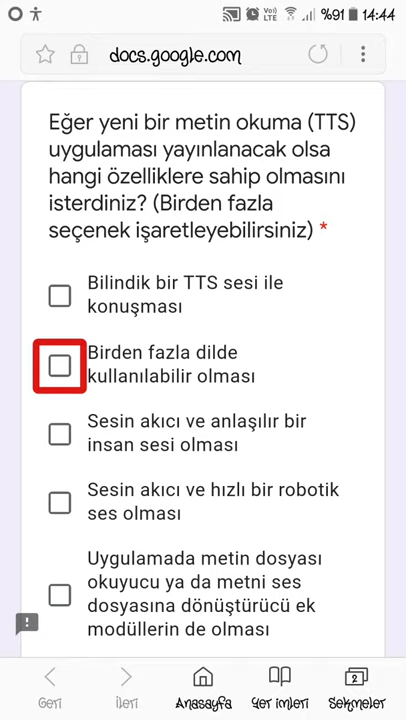 Voi)
LTE
%91
14:44
docs.google.com
Eğer yeni bir metin okuma (TTS)
uygulaması yayınlanacak olsa
hangi özelliklere sahip olmasını
isterdiniz? (Birden fazla
seçenek işaretleyebilirsiniz) *
Bilindik bir TTS sesi ile
konuşması
Birden fazla dilde
kullanılabilir olması
Sesin akıcı ve anlaşılır bir
insan sesi olması
Sesin akıcı ve hızlı bir robotik
ses olması
Uygulamada metin dosyası
okuyucu ya da metni ses
dosyasına dönüştürücü ek
modüllerin de olması
2
Geri İleri Anasayfa Yer imleri Sekmeler